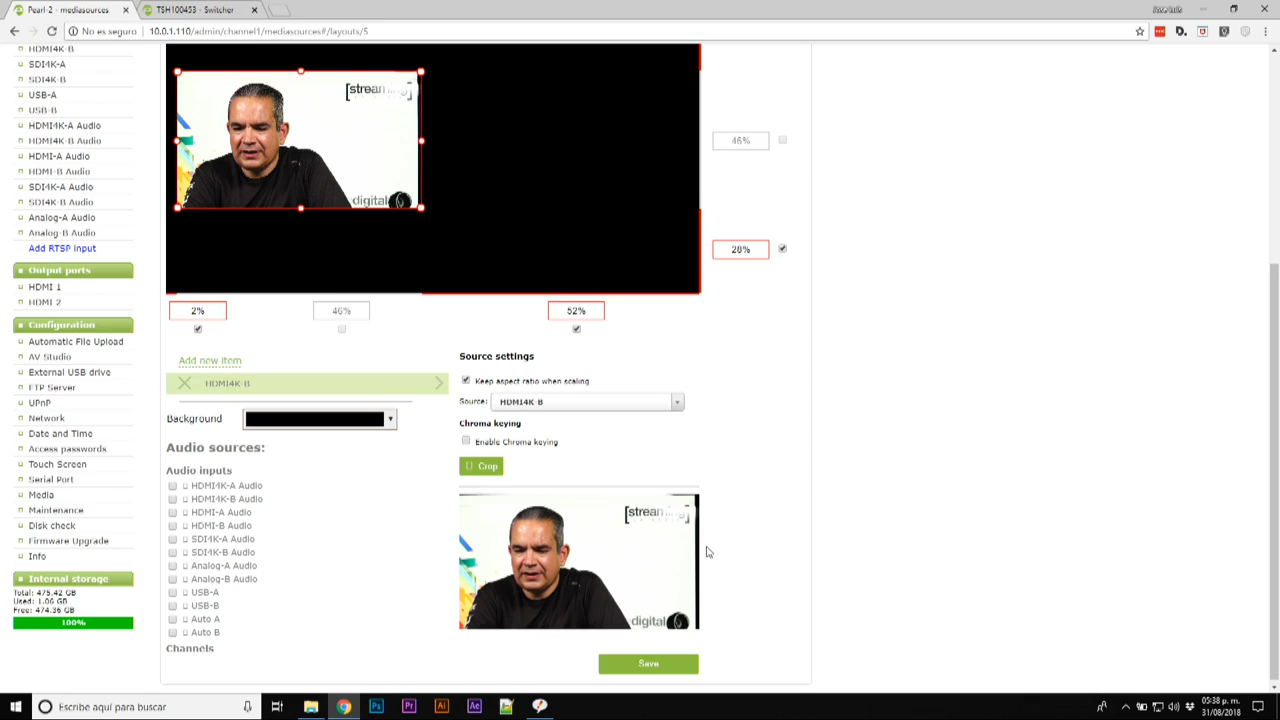 Pearl-2 - mediasources
TSH100453 - Switcher
No es seguro
10.0.1.110/admin/channel1/mediasources#/layouts/5
HDMI4K-B
SDI4K-A
SDI4K-B
USB-A
USB-B
HDMI4K-A Audio
HDMI4K-B Audio
HDMI-A Audio
HDMI-B Audio
SDI4K-A Audio
SDI4K-B Audio
Analog-A Audio
Analog-B Audio
Add RTSP input
Output ports
HDMI 1
HDMI 2
Configuration
Automatic File Upload
AV Studio
External USB drive
FTP Server
UPnP
Network
Date and Time
Access passwords
Touch Screen
Serial Port
Media
Maintenance
Disk check
Firmware Upgrade
Info
Internal storage
Total: 475.42 GB
Used: 1.06 GB
Free: 474.36 GB
100%
[streaming]
digital
46%
28%
2%
46%
52%
Add new item
HDMI4K-B
Background
Audio sources:
Audio inputs
HDMI4K-A Audio
HDMI4K-B Audio
HDMI-A Audio
HDMI-B Audio
SDI4K-A Audio
SDI4K-B Audio
Analog-A Audio
Analog-B Audio
USB-A
USB-B
Auto A
Auto B
Channels
Source settings
Keep aspect ratio when scaling
Source: HDMI4K-B
Chroma keying
Enable Chroma keying
Crop
[streaming]
digital
Save
Escribe aquí para buscar
Ps
Pr
Ai
Ae
05:38 p. m.
31/08/2018